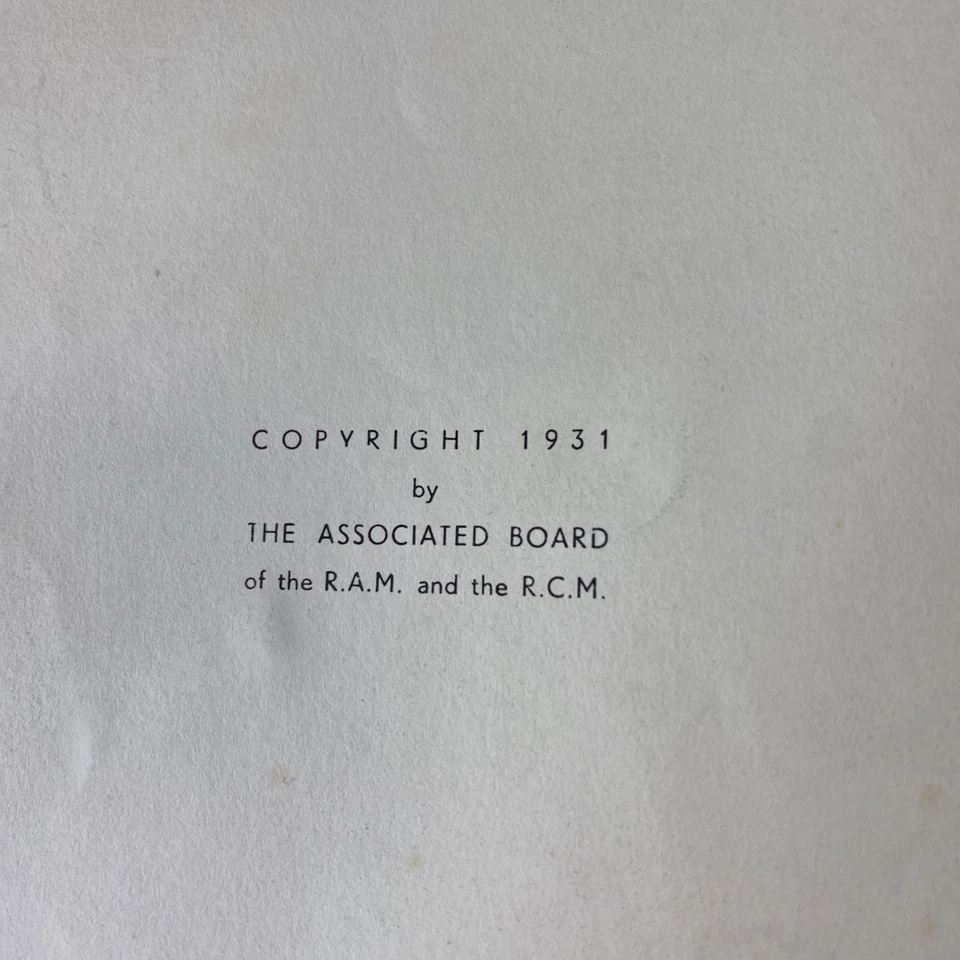 COPYRIGHT 1931
by
THE ASSOCIATED BOARD
of the R.A.M. and the R.C.M.